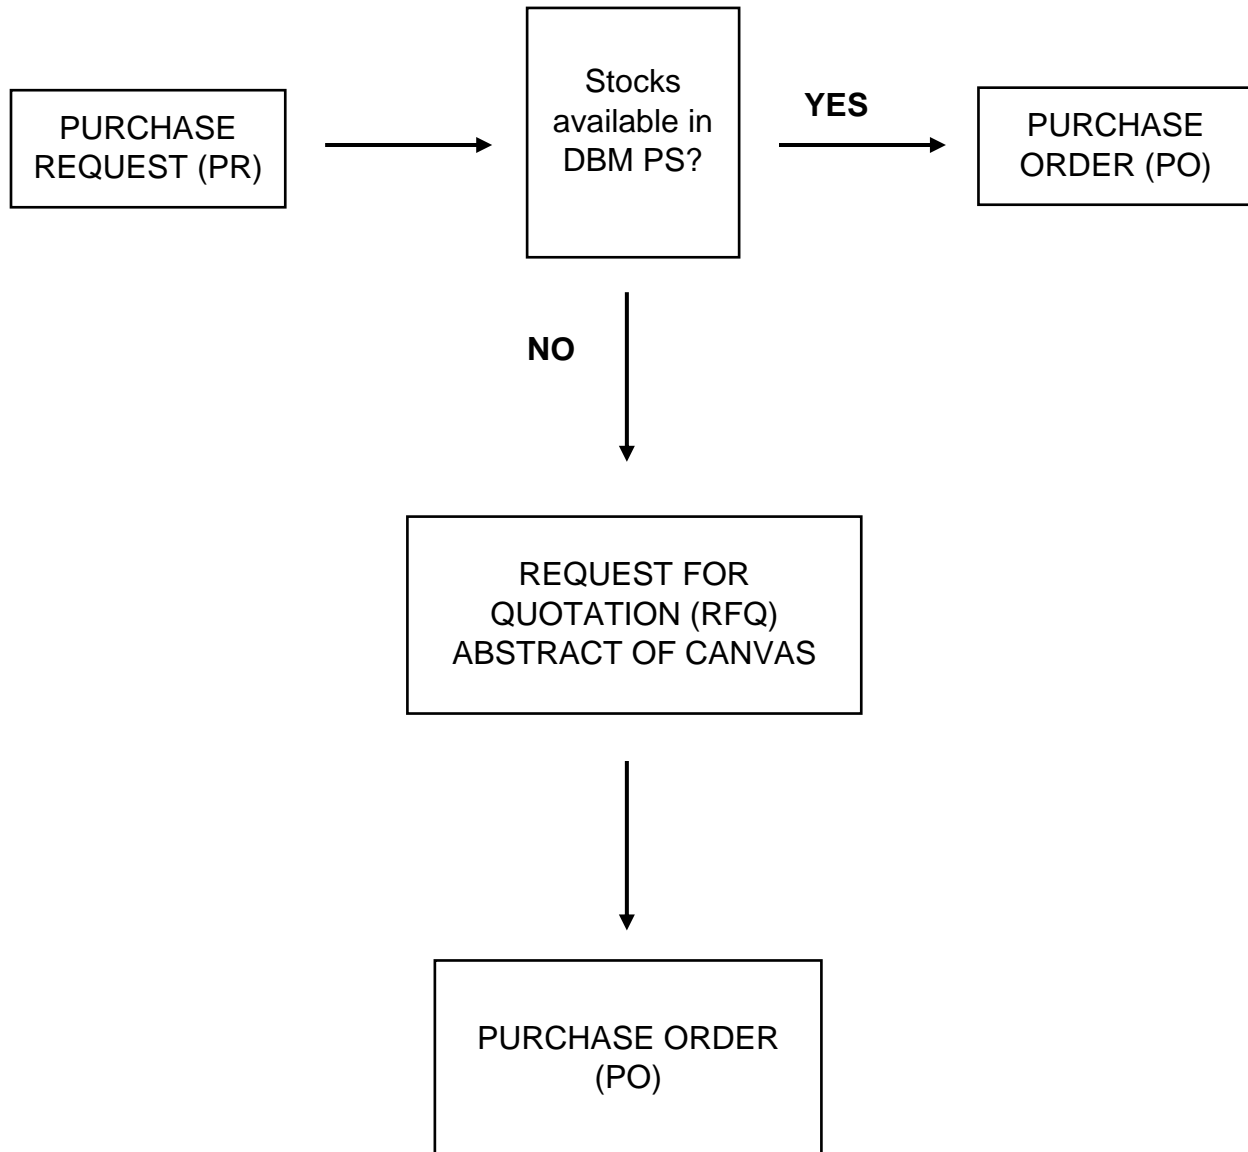 PURCHASE
REQUEST (PR)
Stocks
available in
DBM PS?
YES
PURCHASE
ORDER (PO)
NO
REQUEST FOR
QUOTATION (RFQ)
ABSTRACT OF CANVAS
PURCHASE ORDER
(PO)